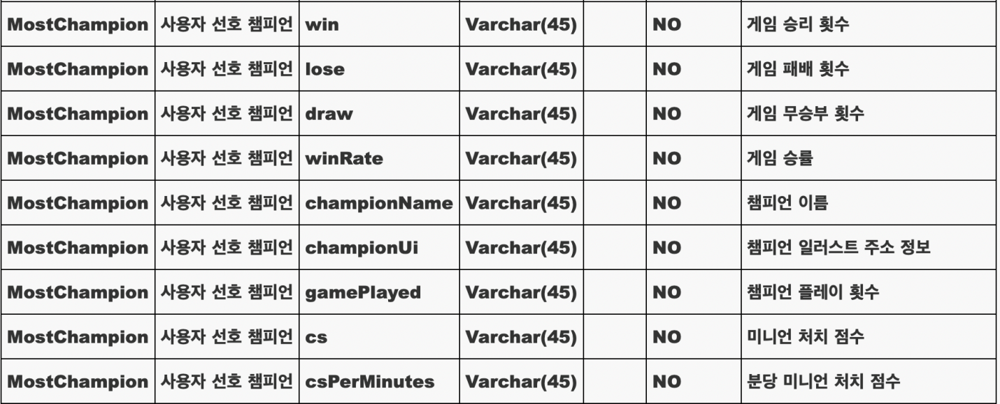 MostChampion 사용자 선호 챔피언 win Varchar(45) NO 게임 승리 횟수
MostChampion 사용자 선호 챔피언 lose Varchar(45) NO 게임 패배 횟수
MostChampion 사용자 선호 챔피언 draw Varchar(45) NO 게임 무승부 횟수
MostChampion 사용자 선호 챔피언 winRate Varchar(45) NO 게임 승률
MostChampion 사용자 선호 챔피언 championName Varchar(45) NO 챔피언 이름
MostChampion 사용자 선호 챔피언 championUi Varchar(45) NO 챔피언 일러스트 주소 정보
MostChampion 사용자 선호 챔피언 gamePlayed Varchar(45) NO 챔피언 플레이 횟수
MostChampion 사용자 선호 챔피언 cs Varchar(45) NO 미니언 처치 점수
MostChampion 사용자 선호 챔피언 csPerMinutes Varchar(45) NO 분당 미니언 처치 점수